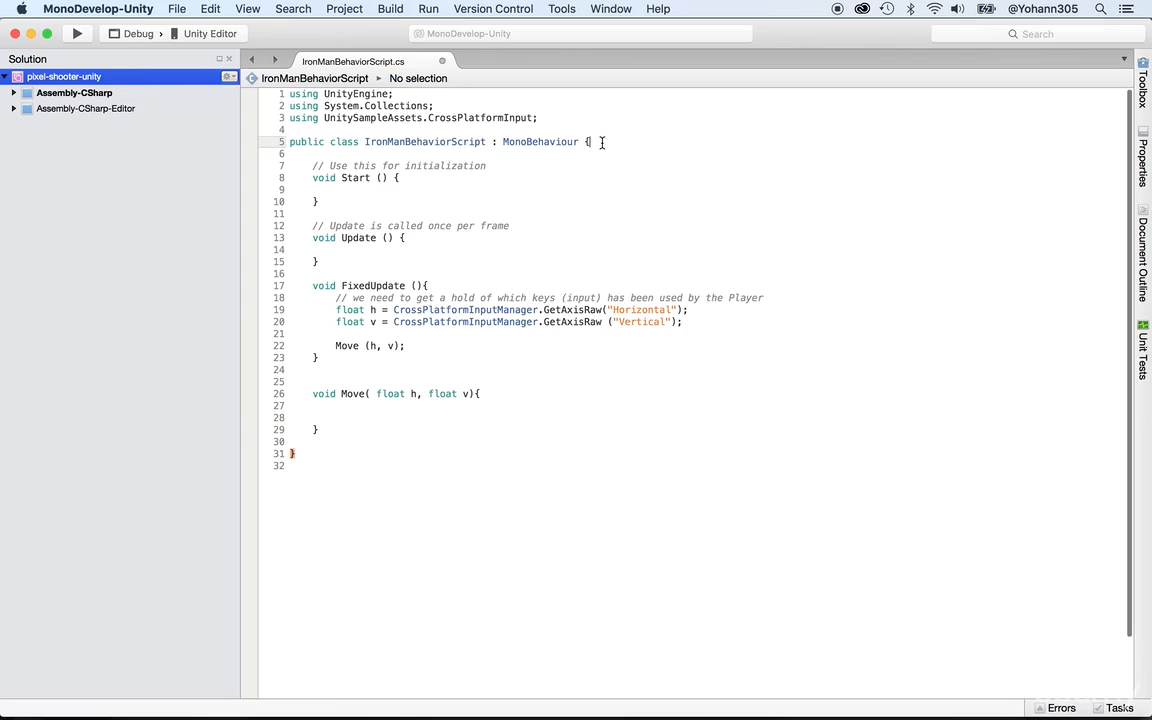 MonoDevelop-Unity File Edit View Search Project Build Run Version Control Tools Window Help @Yohann305
Debug › Unity Editor MonoDevelop-Unity Search
Solution
pixel-shooter-unity
Assembly-CSharp
Assembly-CSharp-Editor
IronManBehaviorScript.cs
IronManBehaviorScript ▸ No selection
1 using UnityEngine;
2 using System.Collections;
3 using UnitySampleAssets.CrossPlatformInput;
4
5 public class IronManBehaviorScript : MonoBehaviour {
6
7 // Use this for initialization
8 void Start () {
9
10 }
11
12 // Update is called once per frame
13 void Update () {
14
15 }
16
17 void FixedUpdate (){
18 // we need to get a hold of which keys (input) has been used by the Player
19 float h = CrossPlatformInputManager.GetAxisRaw("Horizontal");
20 float v = CrossPlatformInputManager.GetAxisRaw ("Vertical");
21
22 Move (h, v);
23 }
24
25
26 void Move( float h, float v){
27
28
29 }
30
31 }
32
Toolbox
Properties
Document Outline
Unit Tests
Errors Tasks